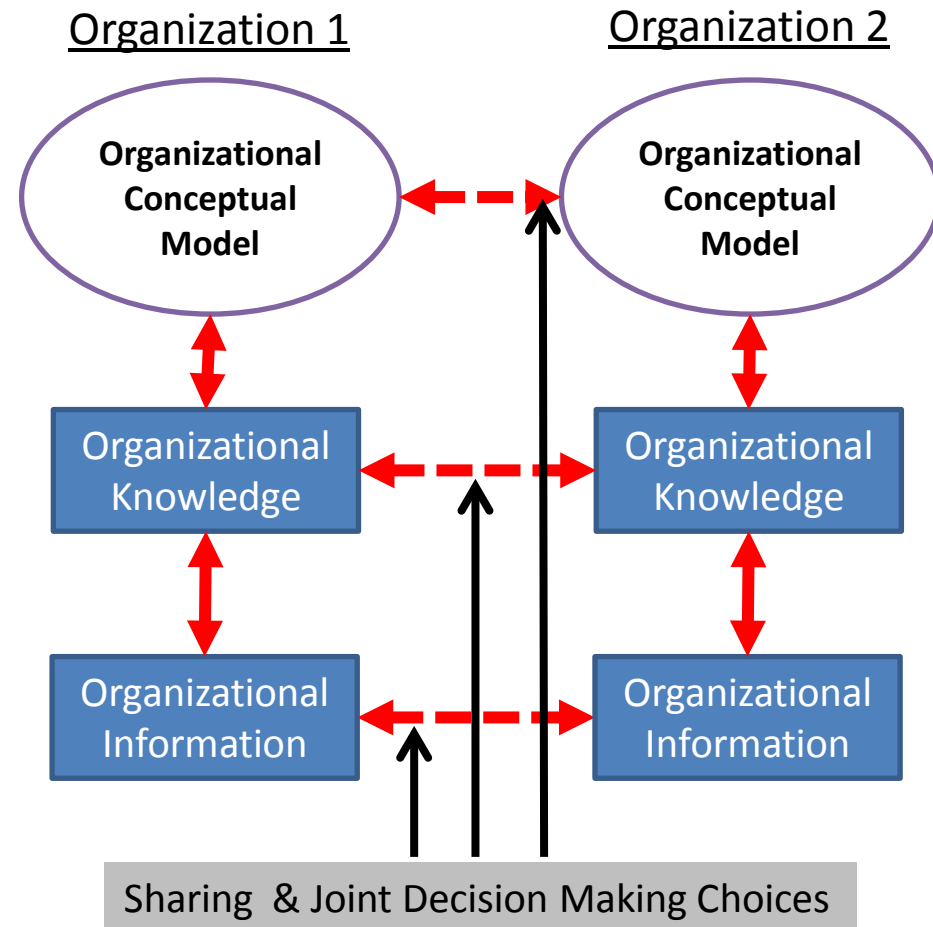 Organization 1
Organization 2
Organizational
Conceptual
Model
Organizational
Conceptual
Model
Organizational
Knowledge
Organizational
Knowledge
Organizational
Information
Organizational
Information
Sharing & Joint Decision Making Choices